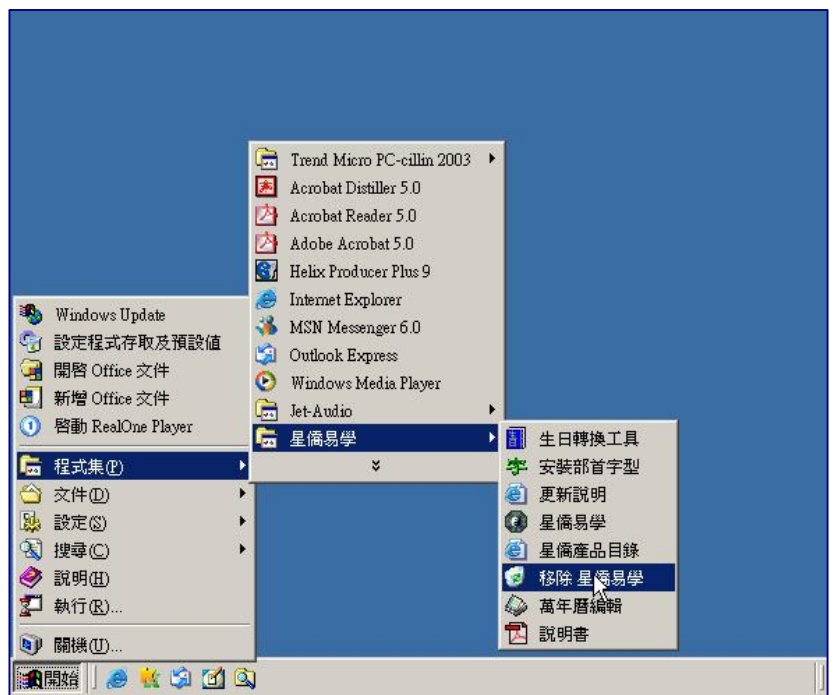 Trend Micro PC-cillin 2003
Acrobat Distiller 5.0
Acrobat Reader 5.0
Adobe Acrobat 5.0
Helix Producer Plus 9
Internet Explorer
MSN Messenger 6.0
Outlook Express
Windows Media Player
Jet-Audio
星僑易學
Windows Update
設定程式存取及預設值
開啓 Office 文件
新增 Office 文件
啓動 RealOne Player
程式集(P)
文件(D)
設定(S)
搜尋(C)
說明(H)
執行(R)...
關機(U)...
生日轉換工具
安裝部首字型
更新說明
星僑易學
星僑產品目錄
移除 星僑易學
萬年曆編輯
說明書
開始